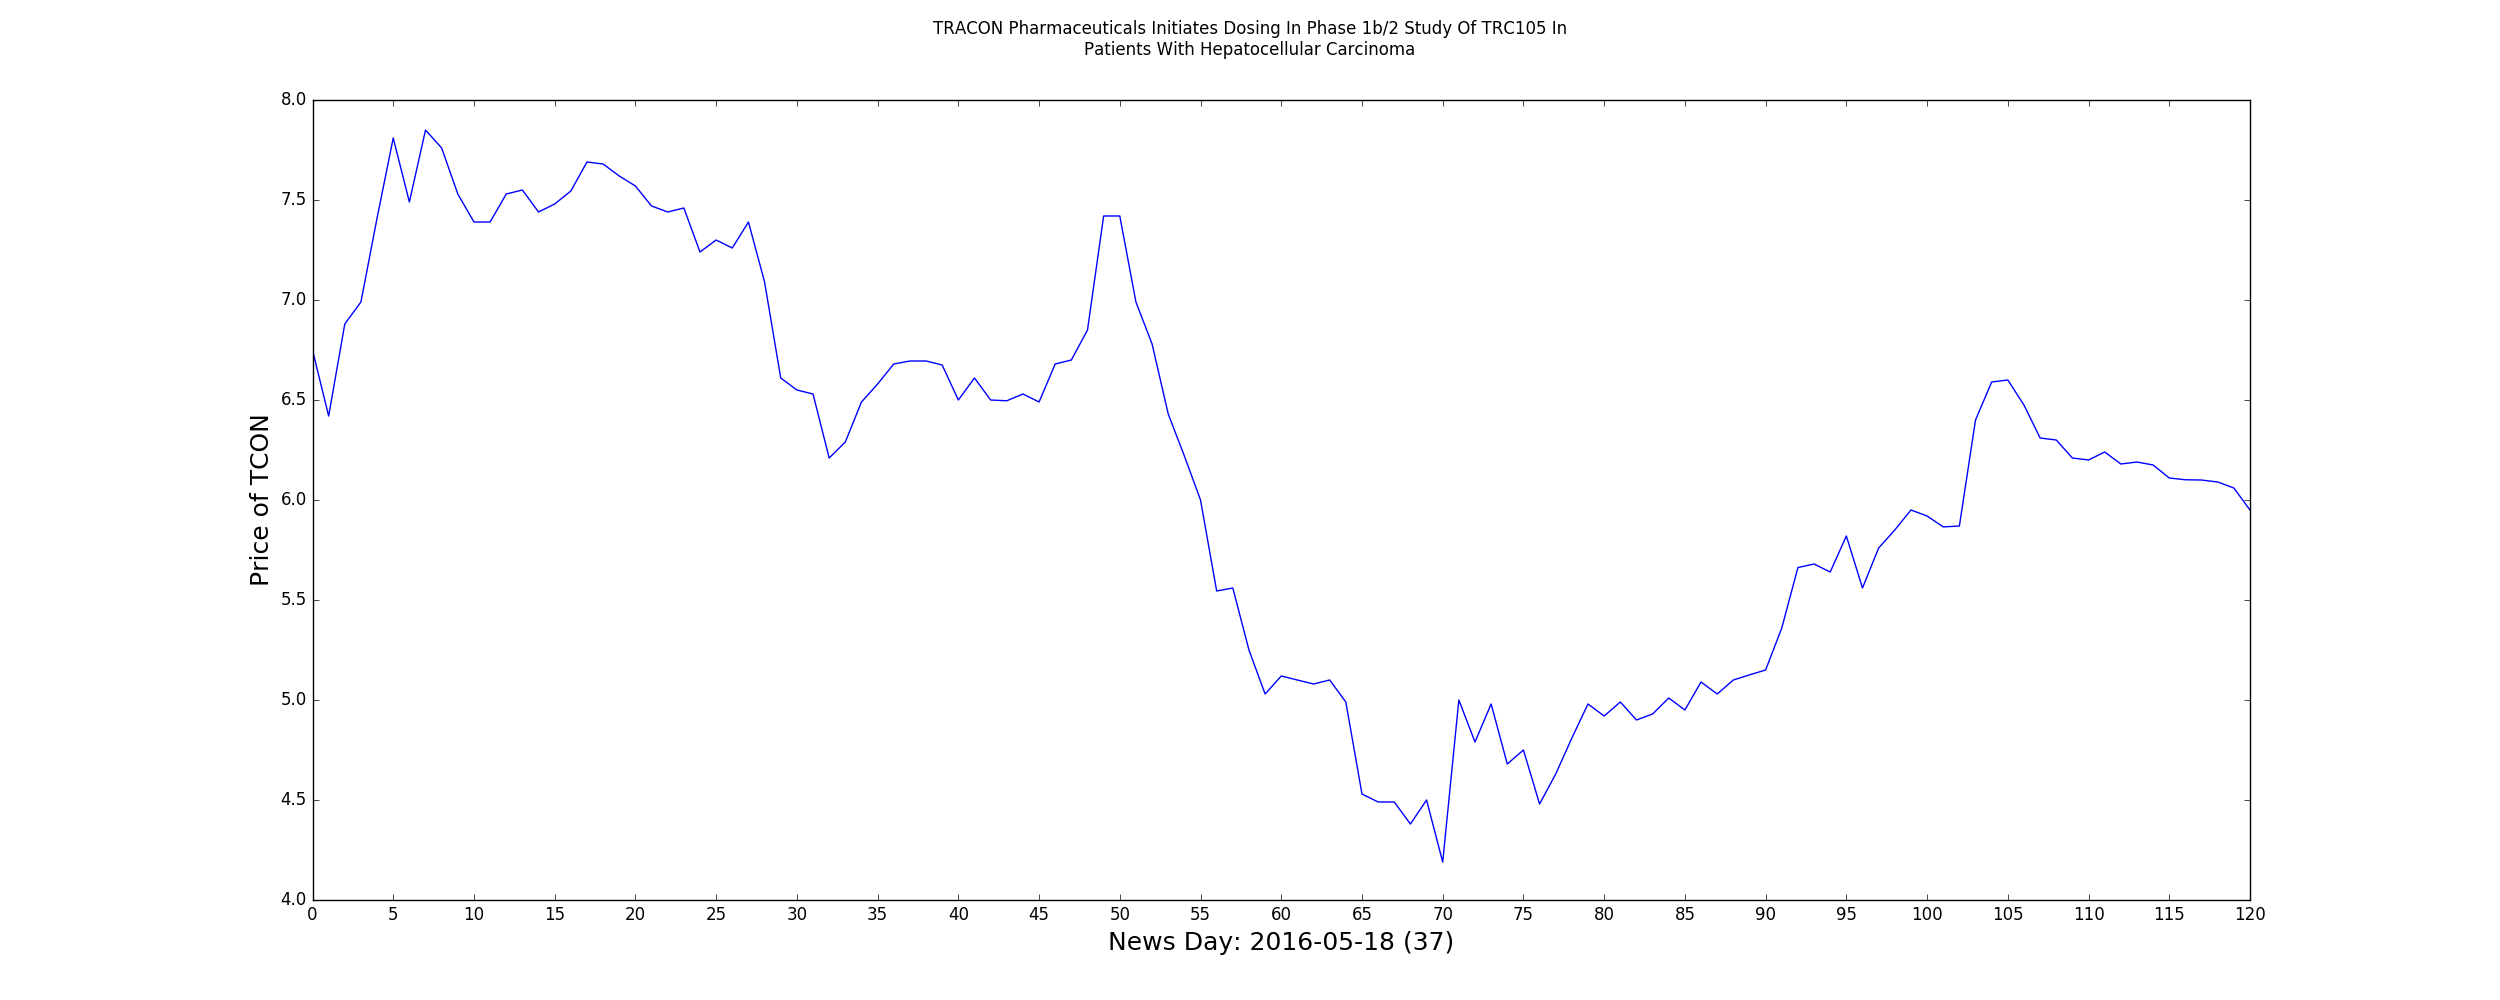 TRACON Pharmaceuticals Initiates Dosing In Phase 1b/2 Study Of TRC105 In
Patients With Hepatocellular Carcinoma
8.0
7.5
7.0
6.5
6.0
5.5
5.0
4.5
4.0
Price of TCON
0 5 10 15 20 25 30 35 40 45 50 55 60 65 70 75 80 85 90 95 100 105 110 115 120
News Day: 2016-05-18 (37)